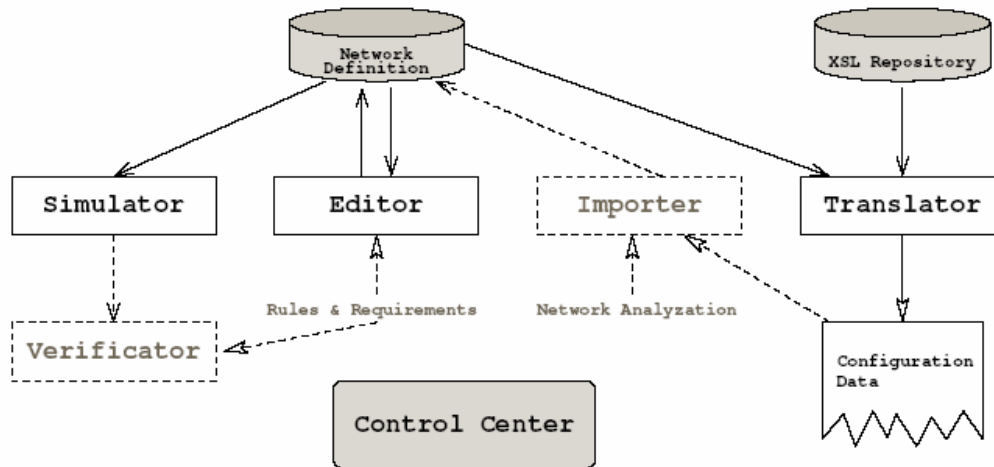 Network
Definition
XSL Repository
Simulator
Editor
Importer
Translator
Rules & Requirements
Network Analyzation
Verificator
Configuration
Data
Control Center